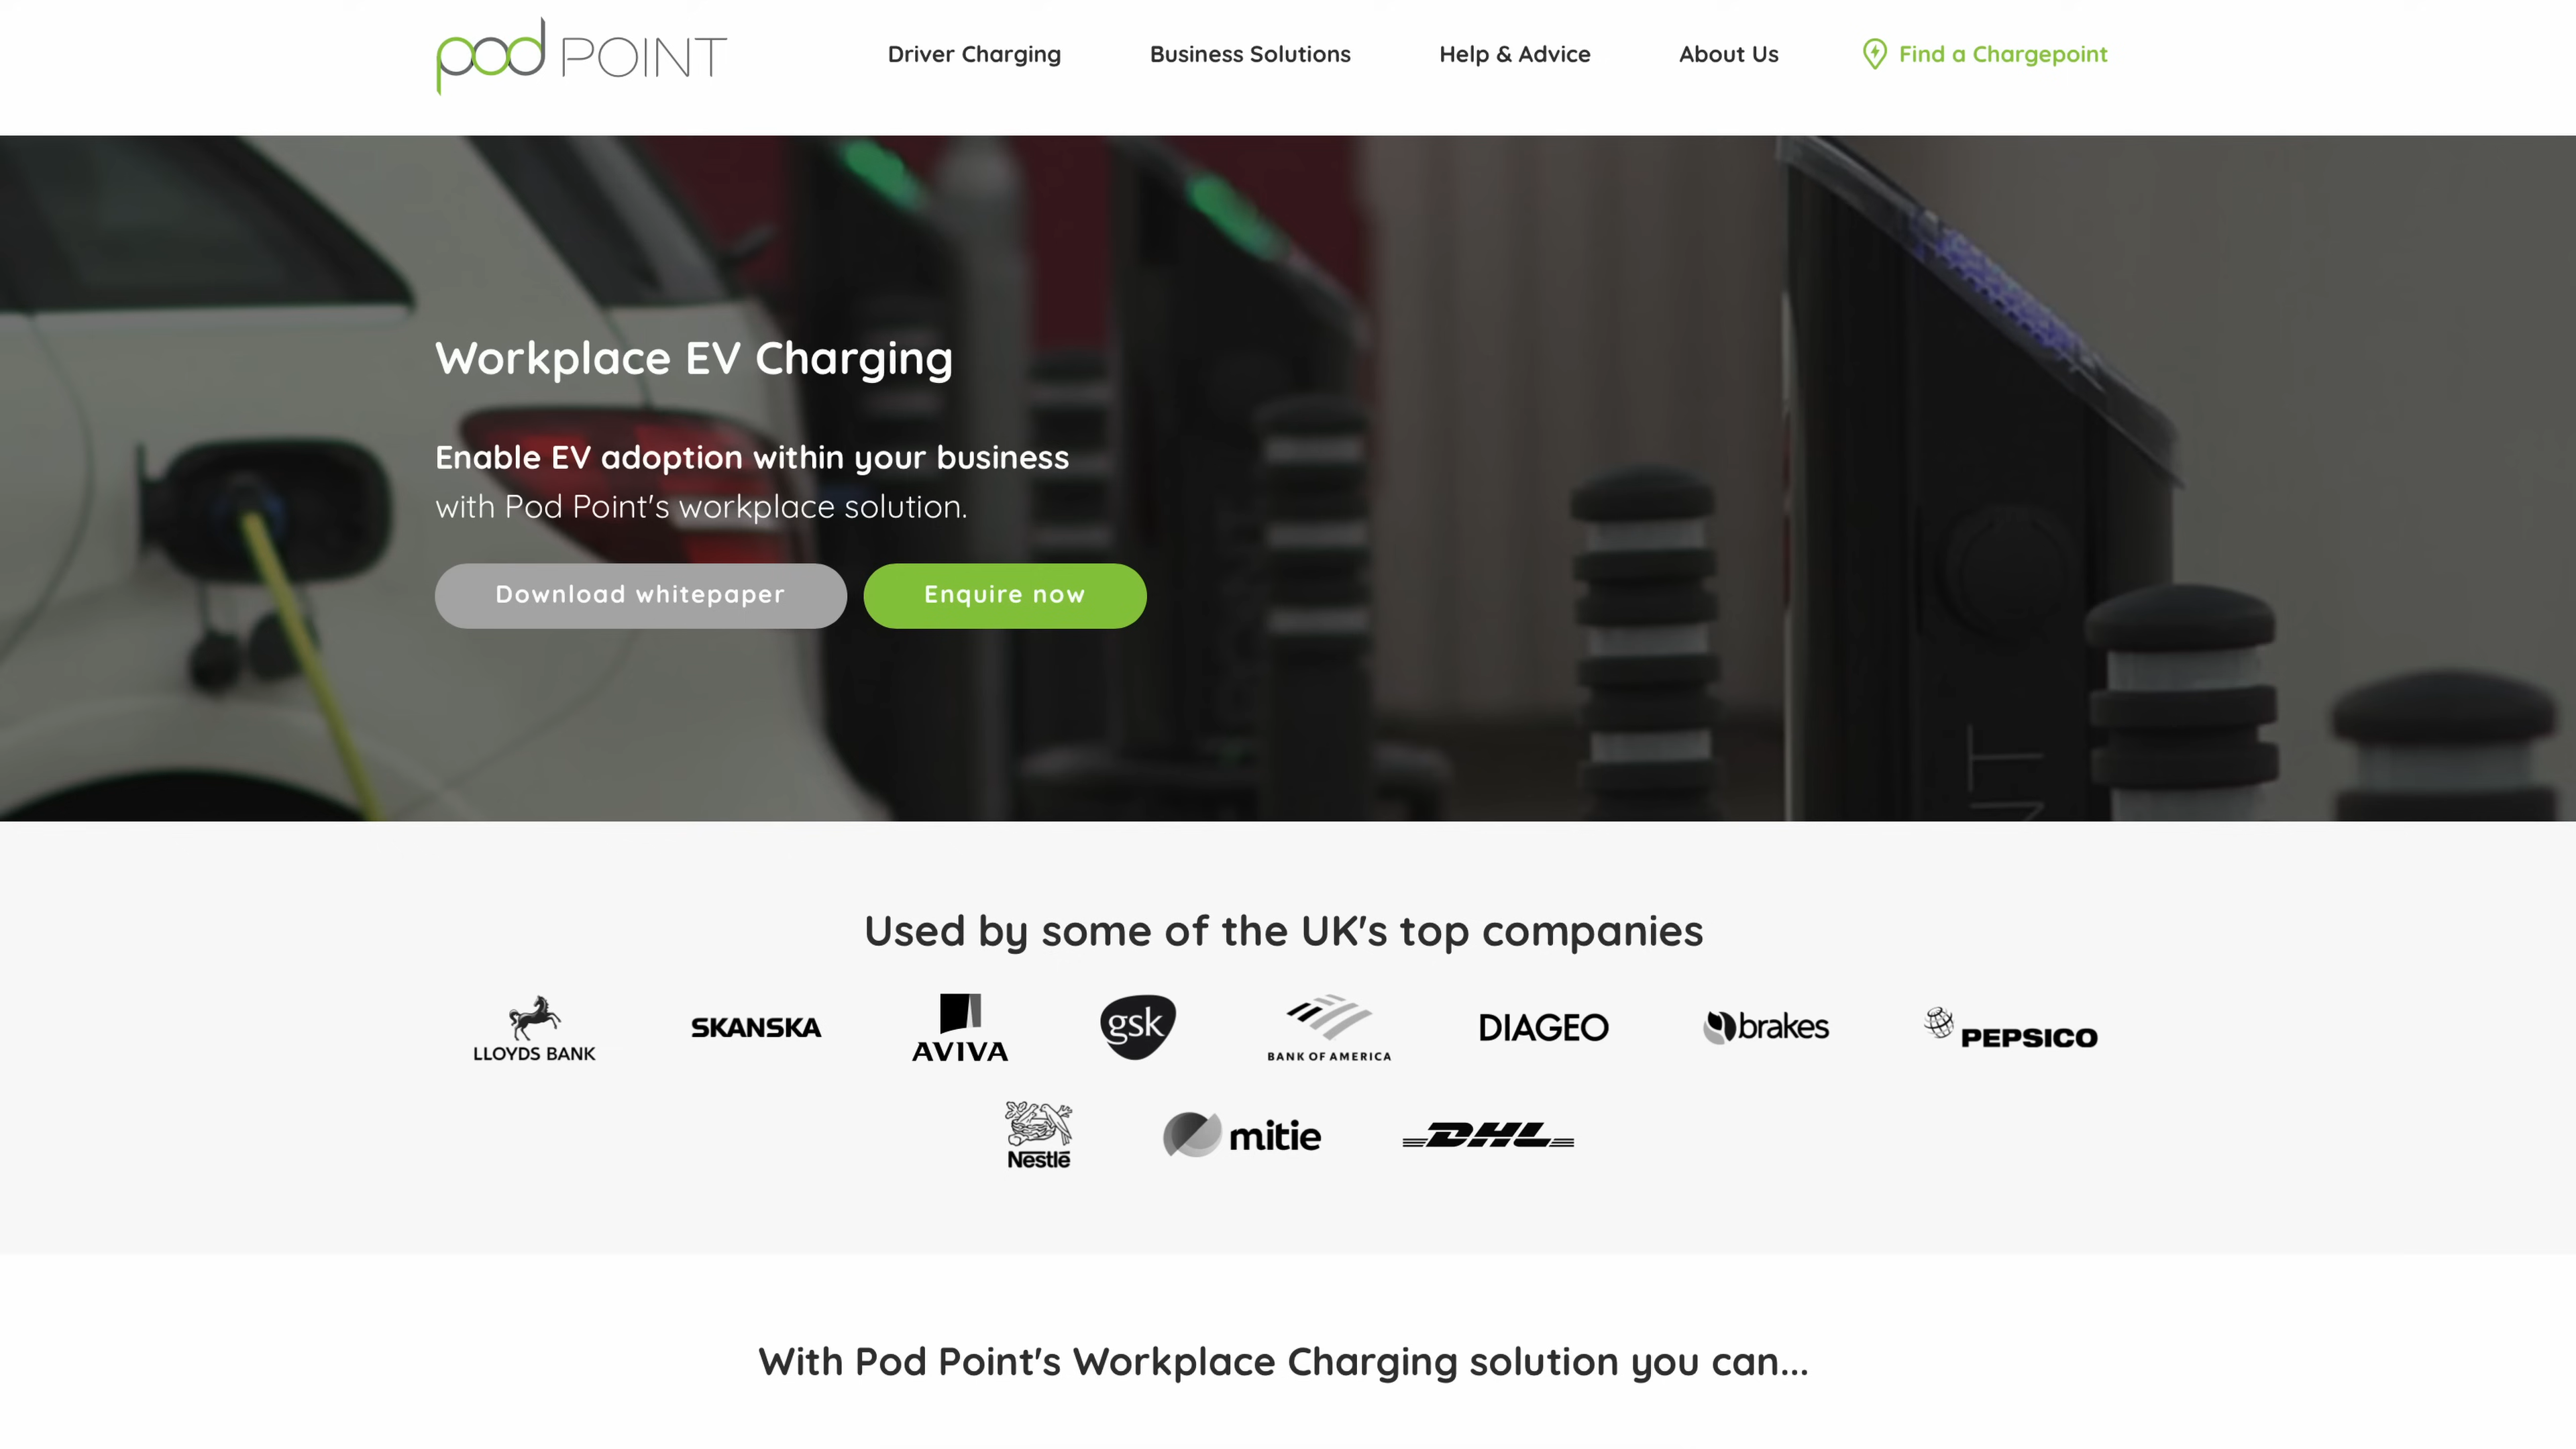 pod POINT
Driver Charging
Business Solutions
Help & Advice
About Us
Find a Chargepoint
Workplace EV Charging
Enable EV adoption within your business
with Pod Point's workplace solution.
Download whitepaper
Enquire now
Used by some of the UK's top companies
LLOYDS BANK
SKANSKA
AVIVA
gsk
BANK OF AMERICA
DIAGEO
brakes
PEPSICO
Nestlé
mitie
DHL
With Pod Point's Workplace Charging solution you can...